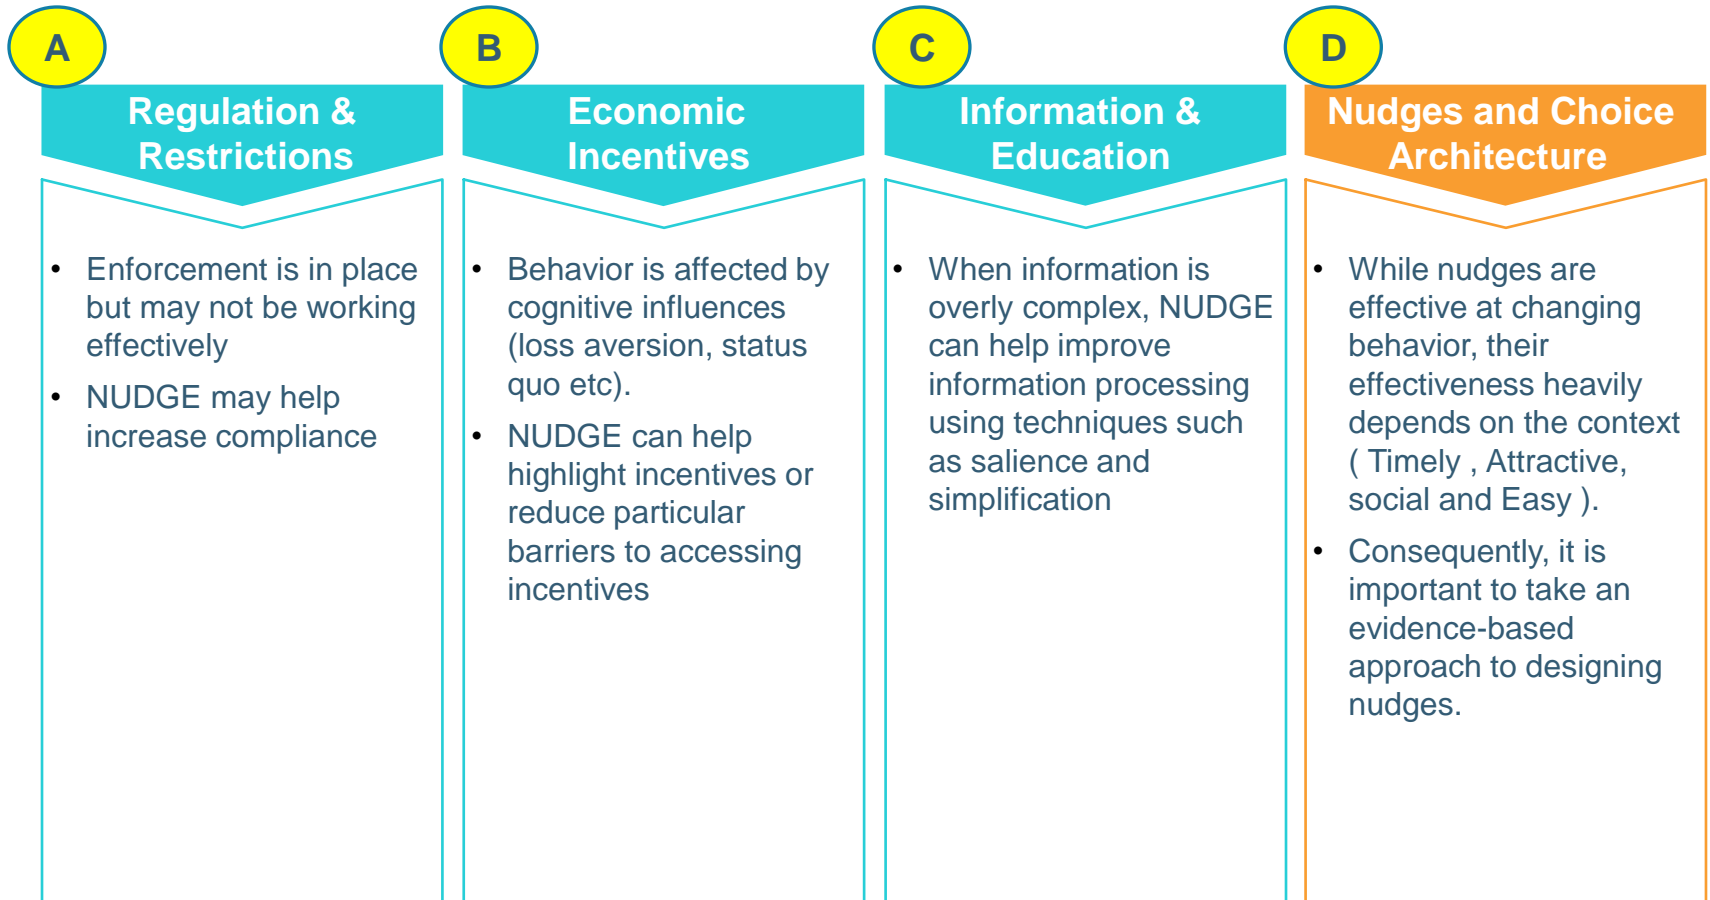 A
Regulation &
Restrictions
• Enforcement is in place
but may not be working
effectively
• NUDGE may help
increase compliance
B
Economic
Incentives
• Behavior is affected by
cognitive influences
(loss aversion, status
quo etc).
• NUDGE can help
highlight incentives or
reduce particular
barriers to accessing
incentives
C
Information &
Education
• When information is
overly complex, NUDGE
can help improve
information processing
using techniques such
as salience and
simplification
D
Nudges and Choice
Architecture
• While nudges are
effective at changing
behavior, their
effectiveness heavily
depends on the context
( Timely , Attractive,
social and Easy ).
• Consequently, it is
important to take an
evidence-based
approach to designing
nudges.